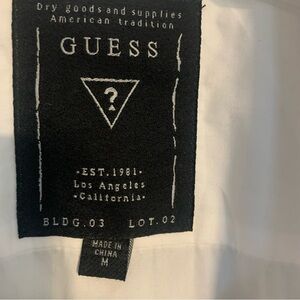 Dry goods and supplies
American tradition
GUESS
?
-EST.1981-
Los Angeles
-California-
BLDG.03 LOT.02
MADE IN
CHINA
M